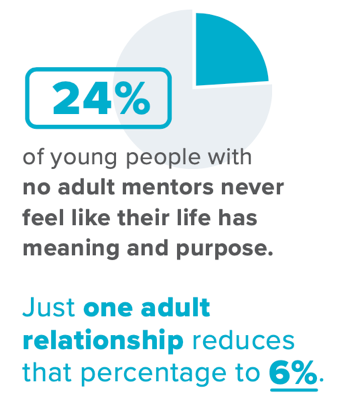 24%
of young people with
no adult mentors never
feel like their life has
meaning and purpose.
Just one adult
relationship reduces
that percentage to 6%.